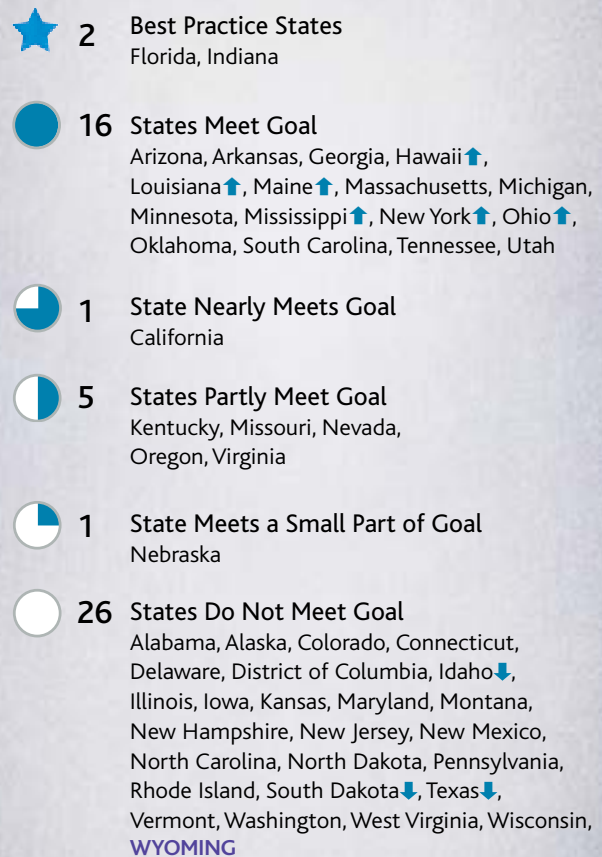 2 Best Practice States
Florida, Indiana
16 States Meet Goal
Arizona, Arkansas, Georgia, Hawaii⬆,
Louisiana⬆, Maine⬆, Massachusetts, Michigan,
Minnesota, Mississippi⬆, New York⬆, Ohio⬆,
Oklahoma, South Carolina, Tennessee, Utah
1 State Nearly Meets Goal
California
5 States Partly Meet Goal
Kentucky, Missouri, Nevada,
Oregon, Virginia
1 State Meets a Small Part of Goal
Nebraska
26 States Do Not Meet Goal
Alabama, Alaska, Colorado, Connecticut,
Delaware, District of Columbia, Idaho⬇,
Illinois, Iowa, Kansas, Maryland, Montana,
New Hampshire, New Jersey, New Mexico,
North Carolina, North Dakota, Pennsylvania,
Rhode Island, South Dakota⬇, Texas⬇,
Vermont, Washington, West Virginia, Wisconsin,
WYOMING